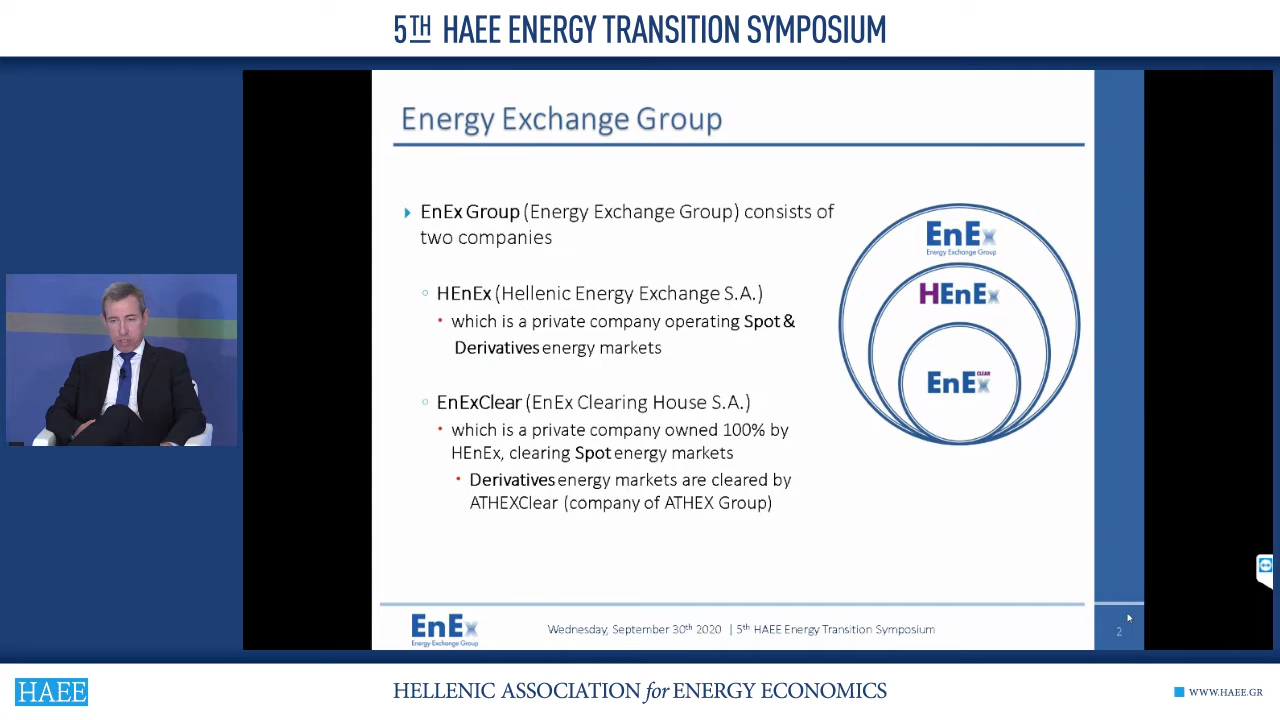 5TH HAEE ENERGY TRANSITION SYMPOSIUM
Energy Exchange Group
EnEx Group (Energy Exchange Group) consists of
two companies
HEnEx (Hellenic Energy Exchange S.A.)
which is a private company operating Spot &
Derivatives energy markets
EnExClear (EnEx Clearing House S.A.)
which is a private company owned 100% by
HEnEx, clearing Spot energy markets
Derivatives energy markets are cleared by
ATHEXClear (company of ATHEX Group)
EnEx
Energy Exchange Group
HEnEx
EnEx CLEAR
EnEx
Energy Exchange Group
Wednesday, September 30th 2020 | 5th HAEE Energy Transition Symposium
2
HAEE
HELLENIC ASSOCIATION for ENERGY ECONOMICS
WWW.HAEE.GR